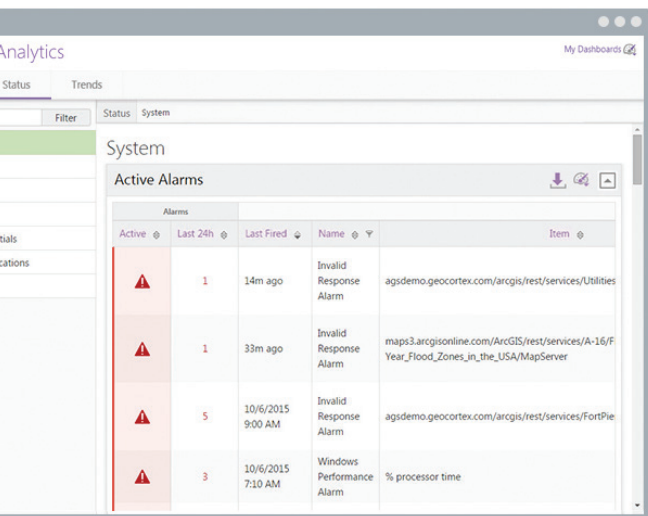 Analytics
My Dashboards
Status Trends
Filter
Status System
System
Active Alarms
Alarms
Active Last 24h Last Fired Name Item
Invalid
Response
Alarm
1 14m ago agsdemo.geocortex.com/arcgis/rest/services/Utilities
Invalid
Response
Alarm
1 33m ago maps3.arcgisonline.com/ArcGIS/rest/services/A-16/F
Year_Flood_Zones_in_the_USA/MapServer
Invalid
Response
Alarm
5 10/6/2015
9:00 AM
agsdemo.geocortex.com/arcgis/rest/services/FortPie
Windows
Performance
Alarm
3 10/6/2015
7:10 AM
% processor time
tials
cations